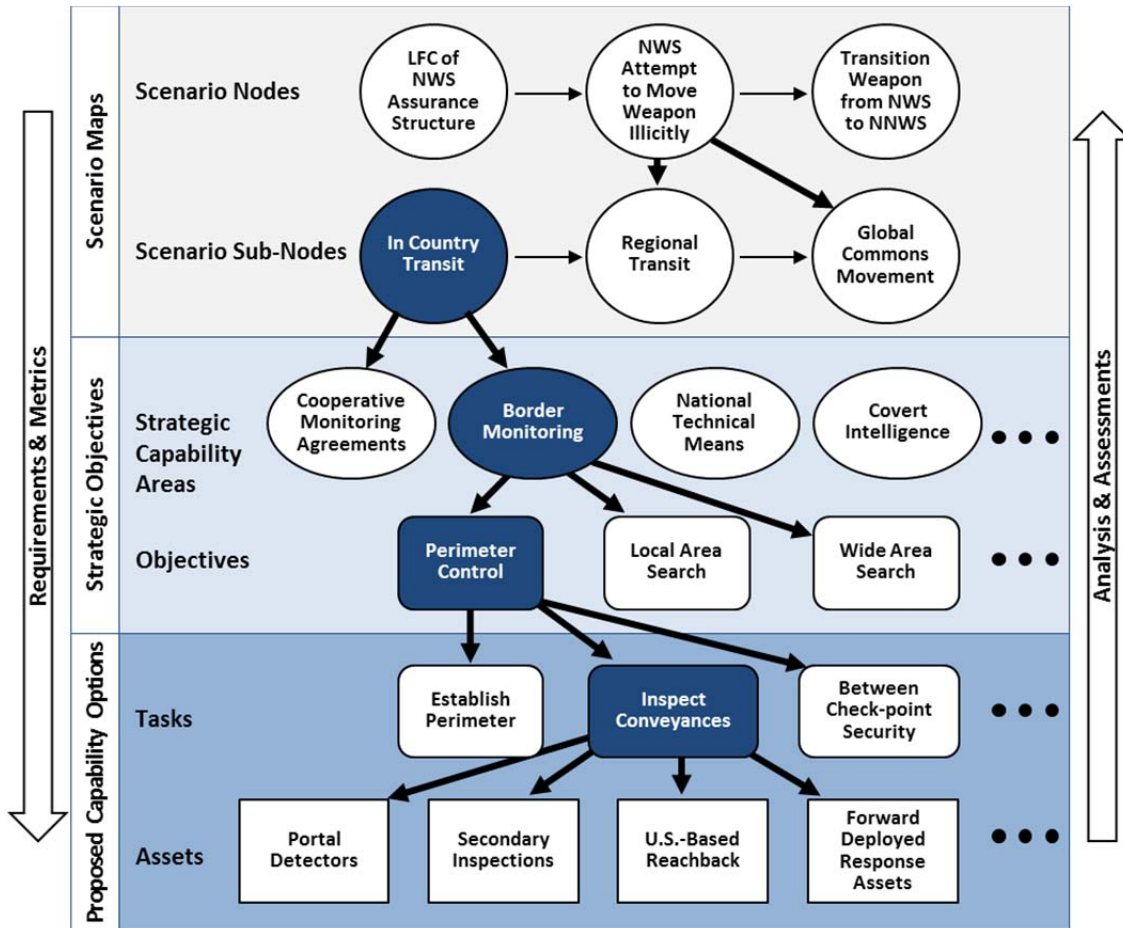 Requirements & Metrics
Scenario Maps
Scenario Nodes
LFC of
NWS
Assurance
Structure
NWS
Attempt
to Move
Weapon
Illicitly
Transition
Weapon
from NWS
to NNWS
Scenario Sub-Nodes
In Country
Transit
Regional
Transit
Global
Commons
Movement
Strategic Objectives
Strategic
Capability
Areas
Cooperative
Monitoring
Agreements
Border
Monitoring
National
Technical
Means
Covert
Intelligence
Objectives
Perimeter
Control
Local Area
Search
Wide Area
Search
Proposed Capability Options
Tasks
Establish
Perimeter
Inspect
Conveyances
Between
Check-point
Security
Assets
Portal
Detectors
Secondary
Inspections
U.S.-Based
Reachback
Forward
Deployed
Response
Assets
Analysis & Assessments